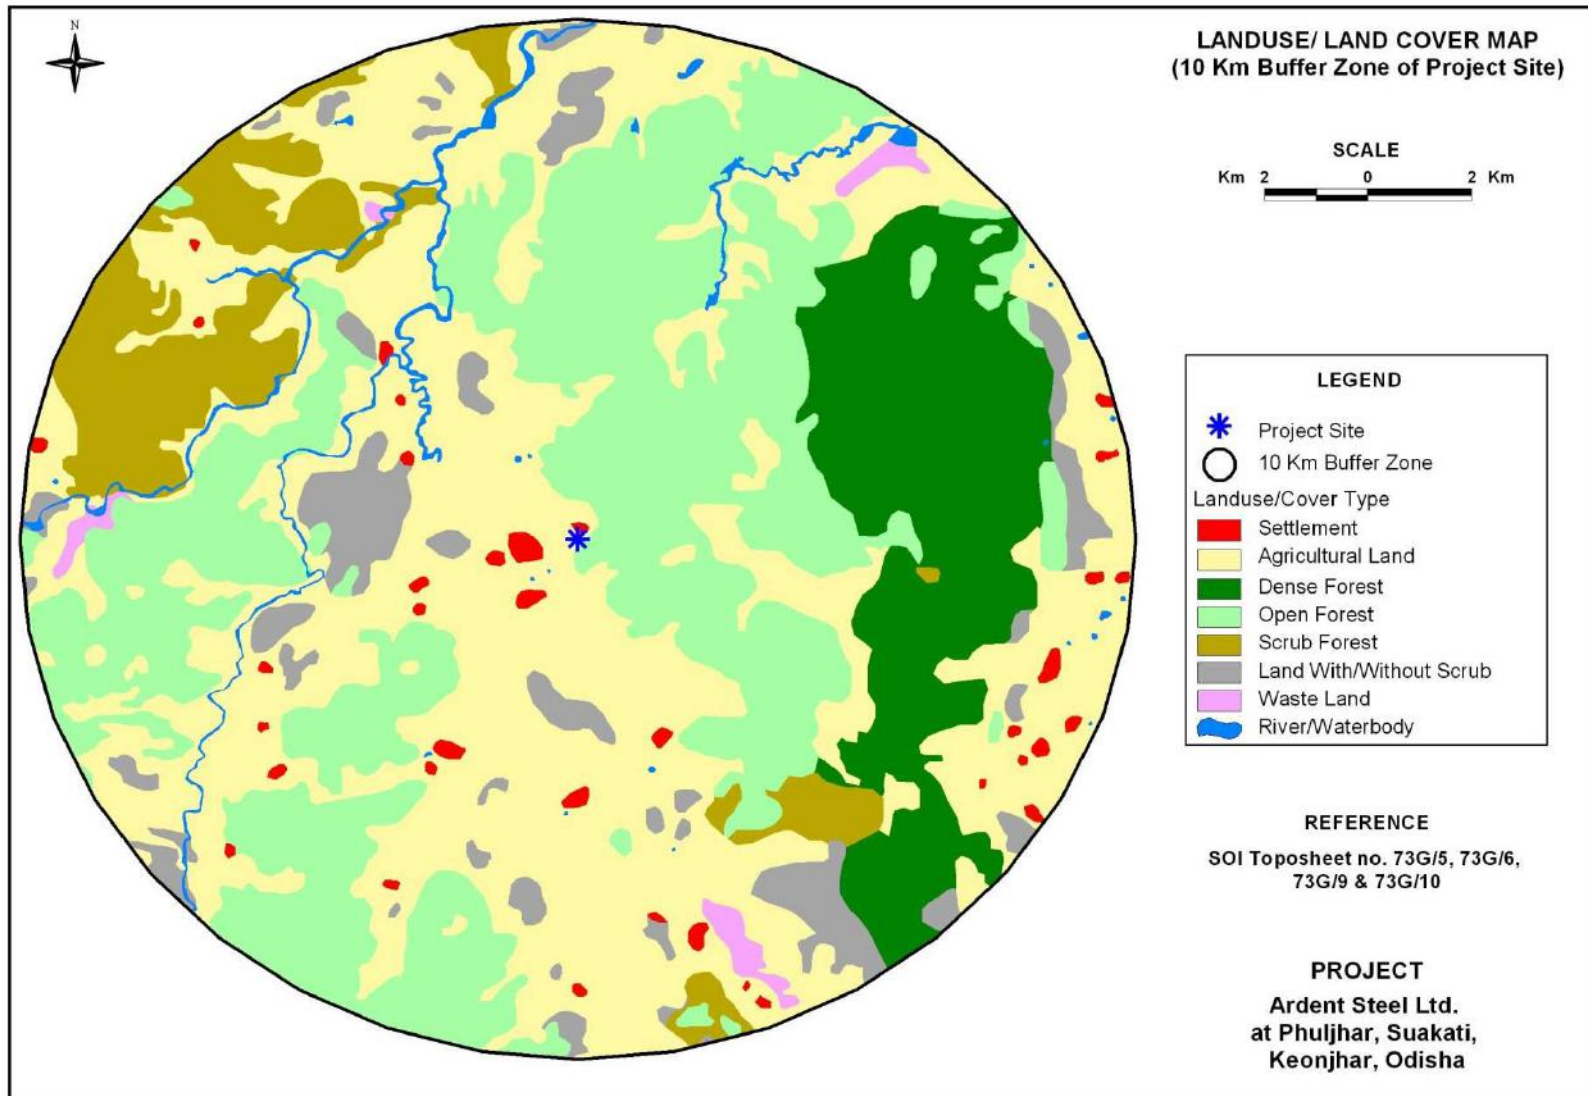 N
LANDUSE/ LAND COVER MAP
(10 Km Buffer Zone of Project Site)
SCALE
Km 2 0 2 Km
LEGEND
Project Site
10 Km Buffer Zone
Landuse/Cover Type
Settlement
Agricultural Land
Dense Forest
Open Forest
Scrub Forest
Land With/Without Scrub
Waste Land
River/Waterbody
REFERENCE
SOI Toposheet no. 73G/5, 73G/6,
73G/9 & 73G/10
PROJECT
Ardent Steel Ltd.
at Phuljhar, Suakati,
Keonjhar, Odisha